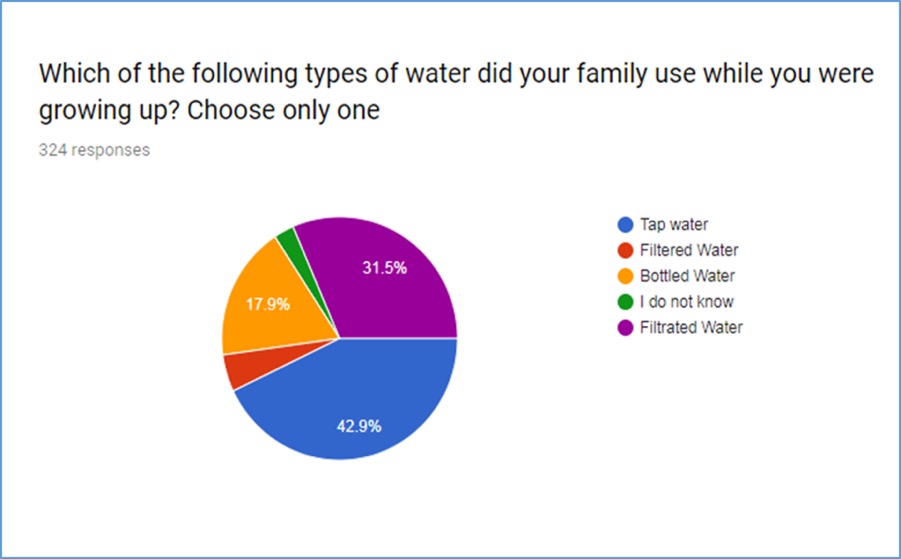 Which of the following types of water did your family use while you were
growing up? Choose only one
324 responses
31.5%
17.9%
42.9%
Tap water
Filtered Water
Bottled Water
I do not know
Filtrated Water